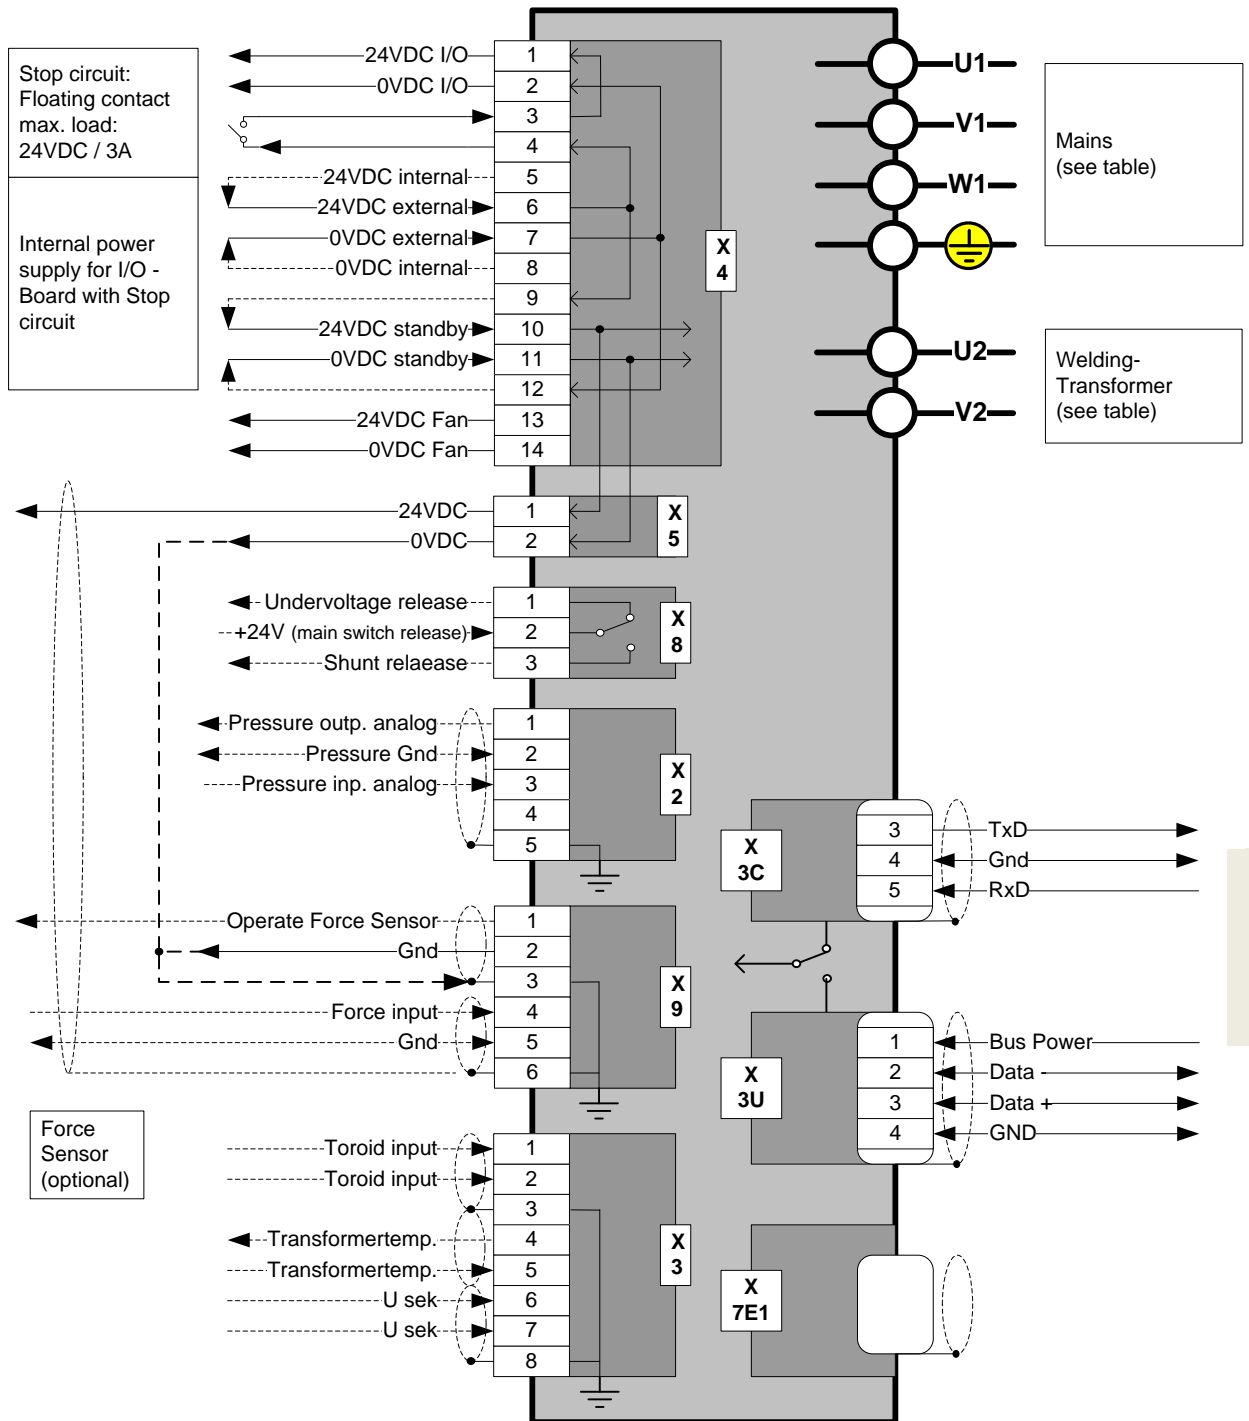 Stop circuit:
Floating contact
max. load:
24VDC / 3A
Internal power
supply for I/O -
Board with Stop
circuit
24VDC I/O 1
0VDC I/O 2
3
4
24VDC internal 5
24VDC external 6
0VDC external 7
0VDC internal 8
9
24VDC standby 10
0VDC standby 11
12
24VDC Fan 13
0VDC Fan 14
X
4
24VDC 1
0VDC 2
X
5
Undervoltage release 1
+24V (main switch release) 2
Shunt relaease 3
X
8
Pressure outp. analog 1
Pressure Gnd 2
Pressure inp. analog 3
4
5
X
2
Operate Force Sensor 1
Gnd 2
3
Force input 4
Gnd 5
6
X
9
Force
Sensor
(optional)
Toroid input 1
Toroid input 2
3
Transformertemp. 4
Transformertemp. 5
U sek 6
U sek 7
8
X
3
U1
V1
W1
Mains
(see table)
U2
V2
Welding-
Transformer
(see table)
X
3C
3 TxD
4 Gnd
5 RxD
X
3U
1 Bus Power
2 Data -
3 Data +
4 GND
X
7E1